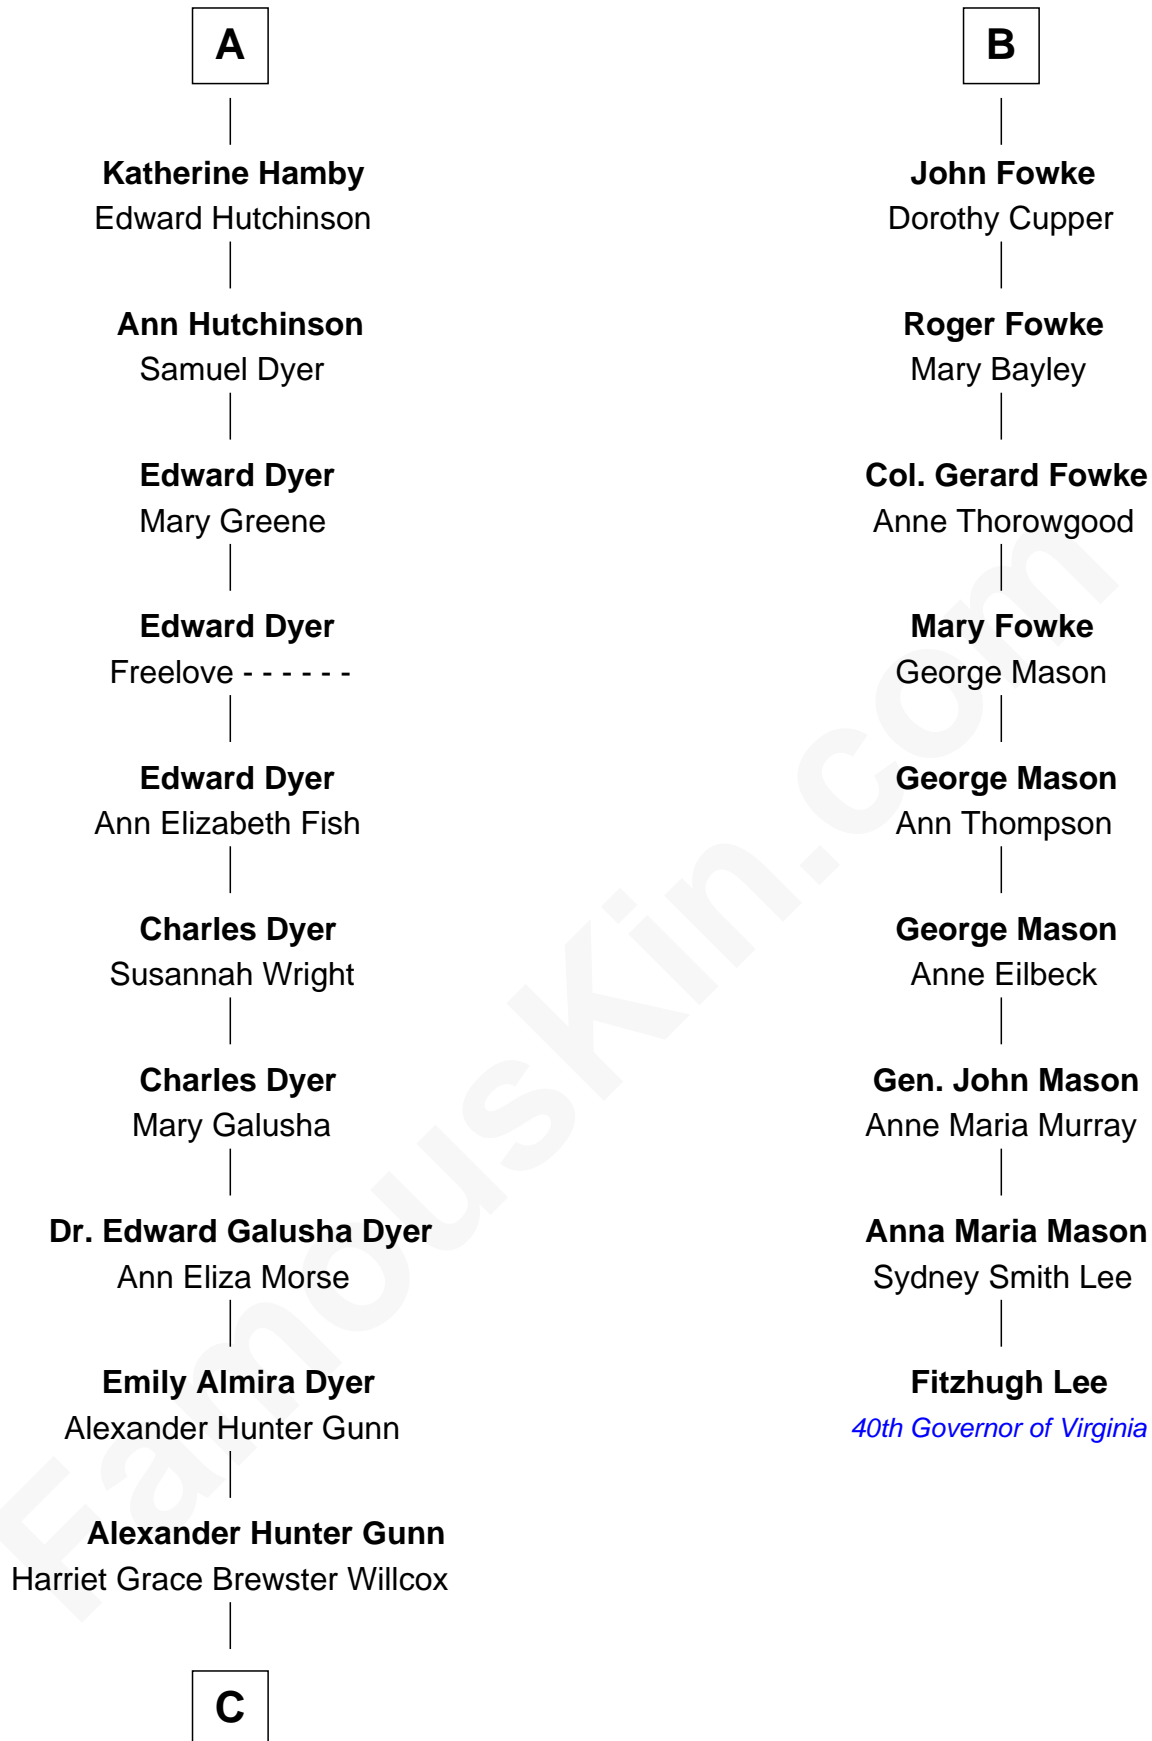 A
Katherine Hamby
Edward Hutchinson
Ann Hutchinson
Samuel Dyer
Edward Dyer
Mary Greene
Edward Dyer
Freelove - - - - - -
Edward Dyer
Ann Elizabeth Fish
Charles Dyer
Susannah Wright
Charles Dyer
Mary Galusha
Dr. Edward Galusha Dyer
Ann Eliza Morse
Emily Almira Dyer
Alexander Hunter Gunn
Alexander Hunter Gunn
Harriet Grace Brewster Willcox
C
B
John Fowke
Dorothy Cupper
Roger Fowke
Mary Bayley
Col. Gerard Fowke
Anne Thorowgood
Mary Fowke
George Mason
George Mason
Ann Thompson
George Mason
Anne Eilbeck
Gen. John Mason
Anne Maria Murray
Anna Maria Mason
Sydney Smith Lee
Fitzhugh Lee
40th Governor of Virginia
FamousKin.com